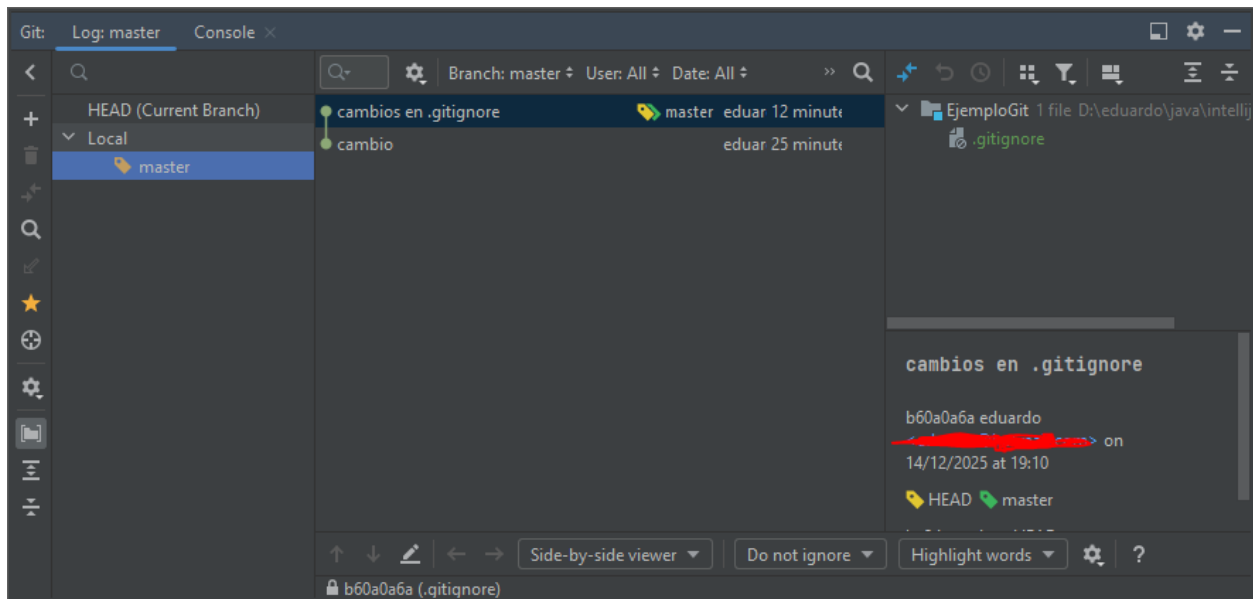 Git: Log: master Console
Branch: master User: All Date: All
HEAD (Current Branch)
Local
master
cambios en .gitignore master eduar 12 minute
cambio eduar 25 minute
EjemploGit 1 file D:\eduardo\java\intellij
.gitignore
cambios en .gitignore
b60a0a6a eduardo
> on
14/12/2025 at 19:10
HEAD master
Side-by-side viewer Do not ignore Highlight words ?
b60a0a6a (.gitignore)